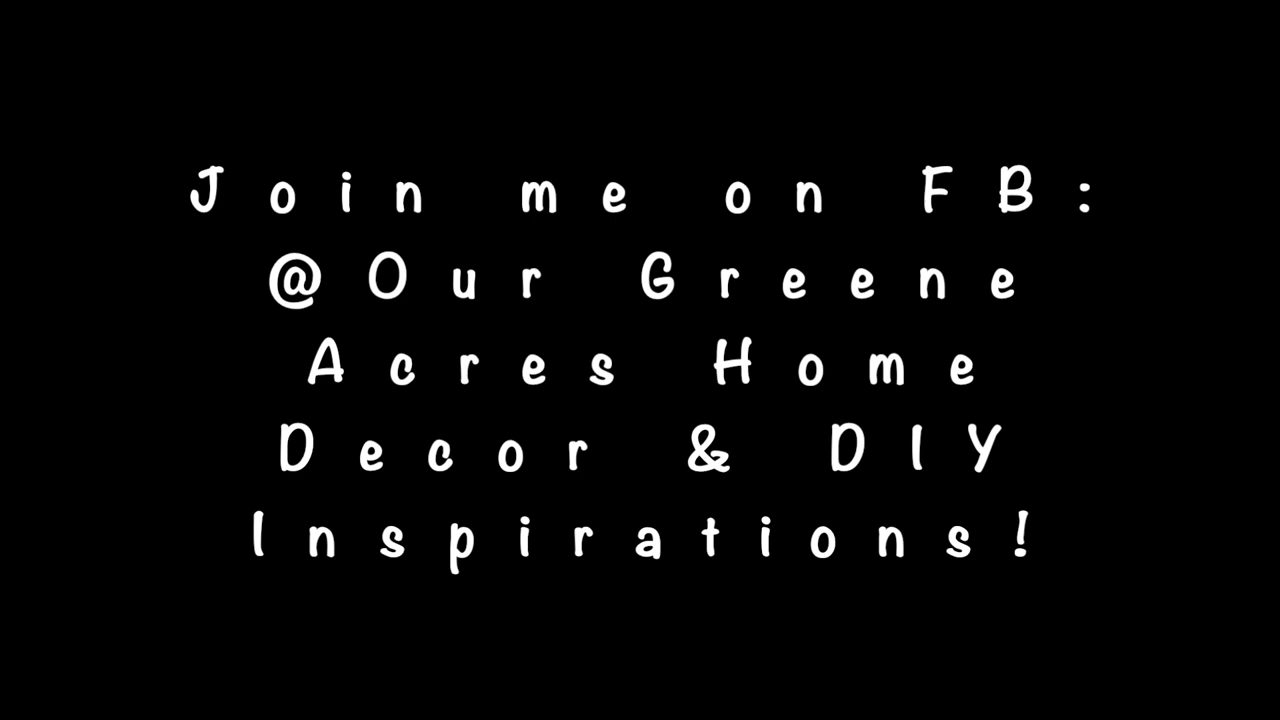 Join me on FB:
@Our Greene
Acres Home
Decor & DIY
Inspirations!